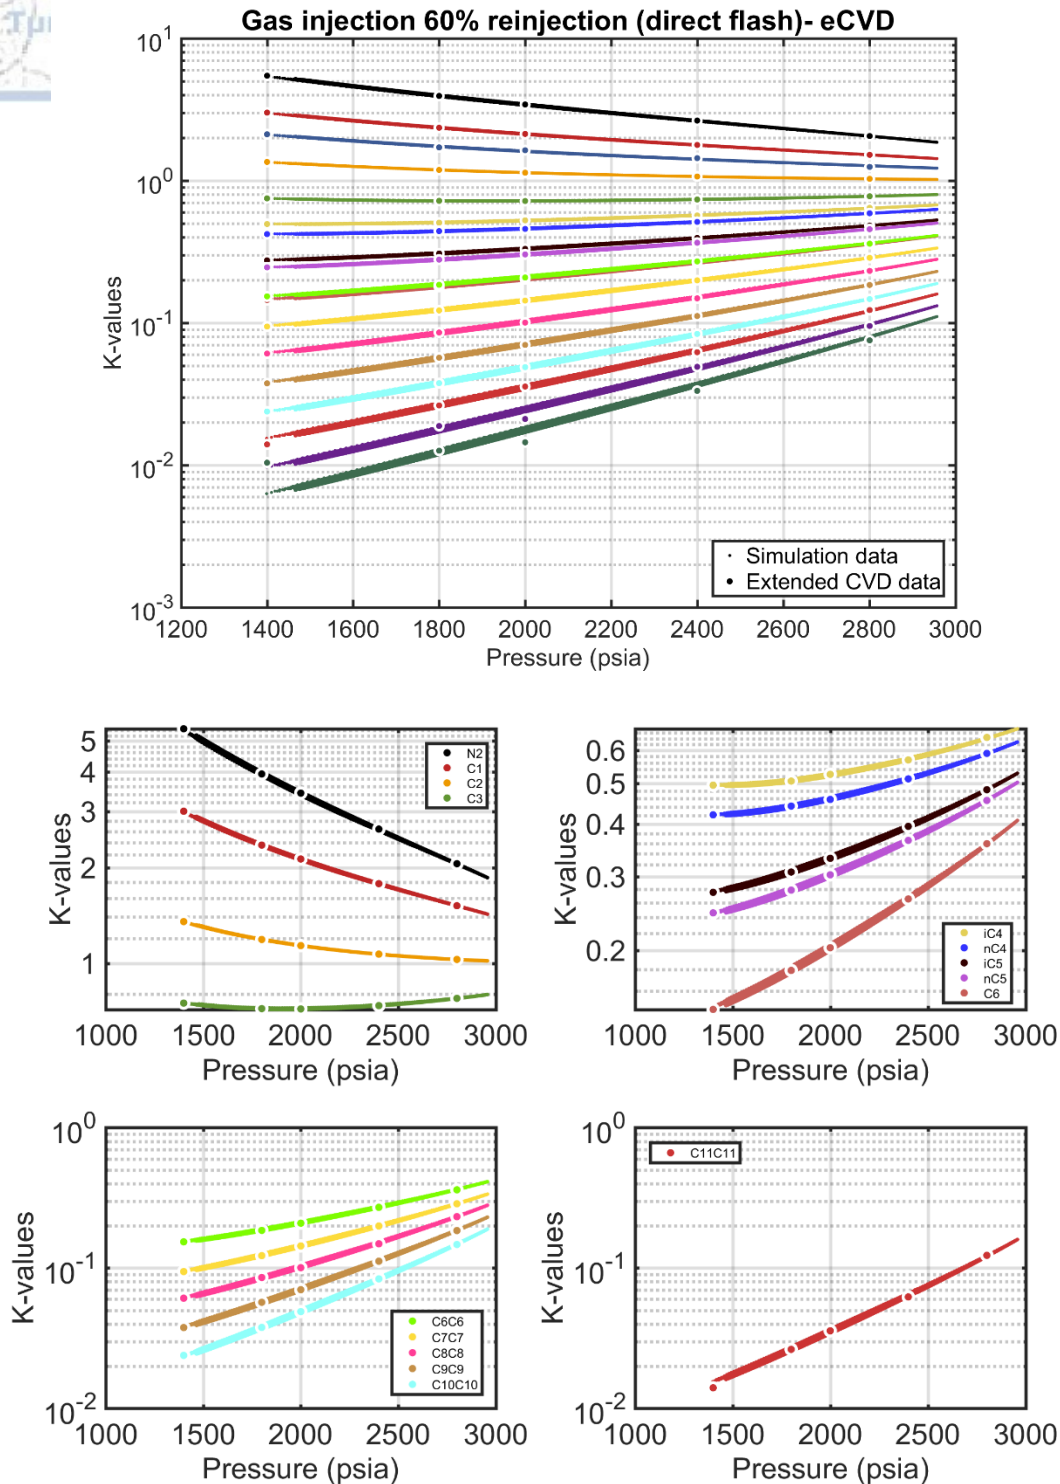 Gas injection 60% reinjection (direct flash)- eCVD
10^1
10^0
10^-1
10^-2
10^-3
K-values
1200 1400 1600 1800 2000 2200 2400 2600 2800 3000
Pressure (psia)
Simulation data
Extended CVD data
5
4
3
2
1
K-values
N2
C1
C2
C3
1000 1500 2000 2500 3000
Pressure (psia)
0.6
0.5
0.4
0.3
0.2
K-values
iC4
nC4
iC5
nC5
C6
1000 1500 2000 2500 3000
Pressure (psia)
10^0
10^-1
10^-2
K-values
C6C6
C7C7
C8C8
C9C9
C10C10
1000 1500 2000 2500 3000
Pressure (psia)
10^0
10^-1
10^-2
K-values
C11C11
1000 1500 2000 2500 3000
Pressure (psia)